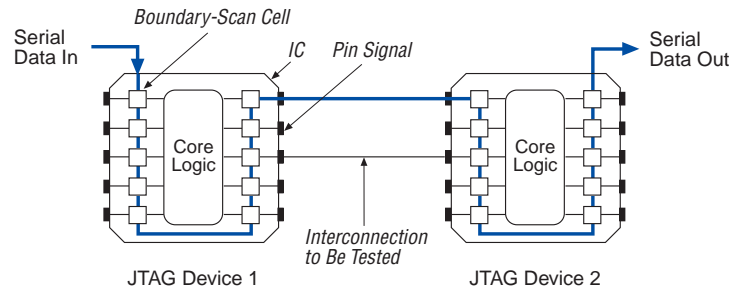 Boundary-Scan Cell
Serial
Data In
IC
Pin Signal
Serial
Data Out
Core
Logic
Core
Logic
Interconnection
to Be Tested
JTAG Device 1
JTAG Device 2